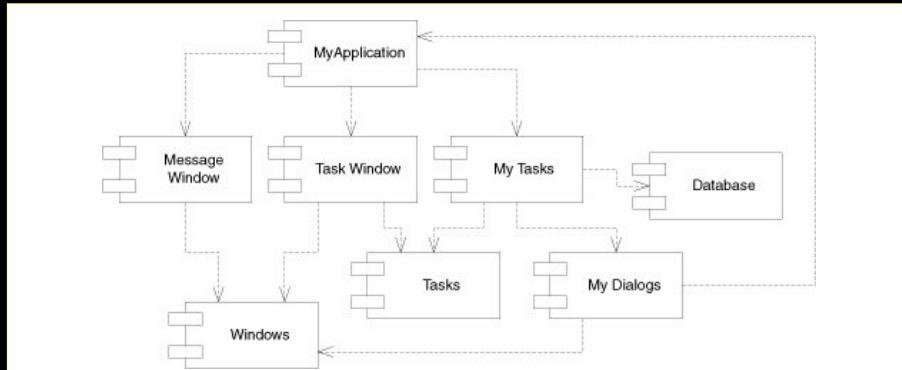 MyApplication
Message
Window
Task Window
My Tasks
Database
Tasks
My Dialogs
Windows